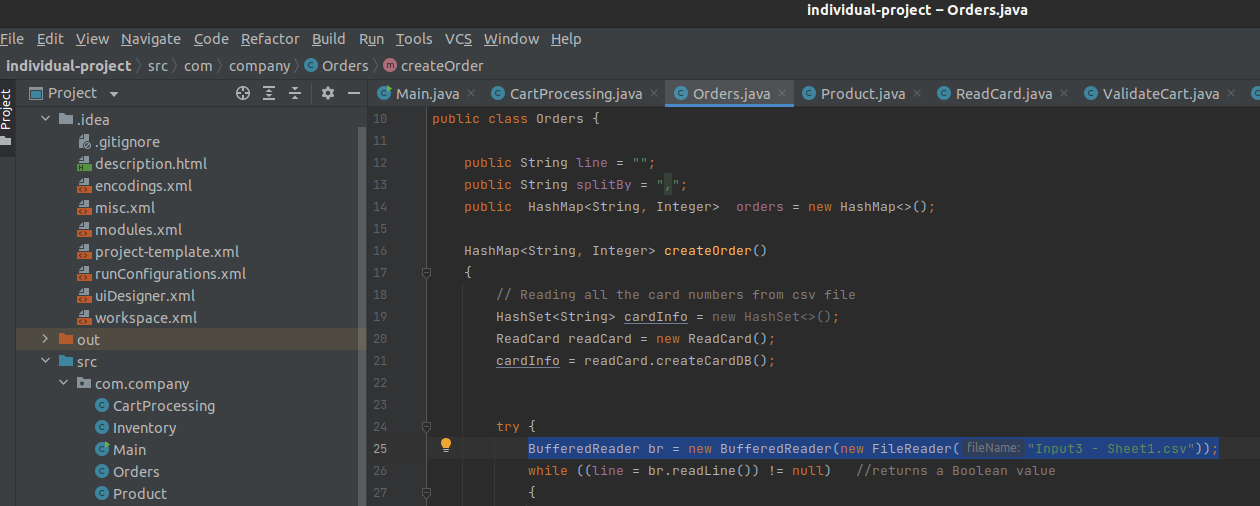 individual-project – Orders.java
File Edit View Navigate Code Refactor Build Run Tools VCS Window Help
individual-project src com company Orders createOrder
Project
Project
Main.java CartProcessing.java Orders.java Product.java ReadCard.java ValidateCart.java
.idea
.gitignore
description.html
encodings.xml
misc.xml
modules.xml
project-template.xml
runConfigurations.xml
uiDesigner.xml
workspace.xml
out
src
com.company
CartProcessing
Inventory
Main
Orders
Product
10 public class Orders {
11
12 public String line = "";
13 public String splitBy = ",";
14 public  HashMap<String, Integer>  orders = new HashMap<>();
15
16 HashMap<String, Integer> createOrder()
17 {
18 // Reading all the card numbers from csv file
19 HashSet<String> cardInfo = new HashSet<>();
20 ReadCard readCard = new ReadCard();
21 cardInfo = readCard.createCardDB();
22
23
24 try {
25 BufferedReader br = new BufferedReader(new FileReader( fileName: "Input3 - Sheet1.csv"));
26 while ((line = br.readLine()) != null)   //returns a Boolean value
27 {